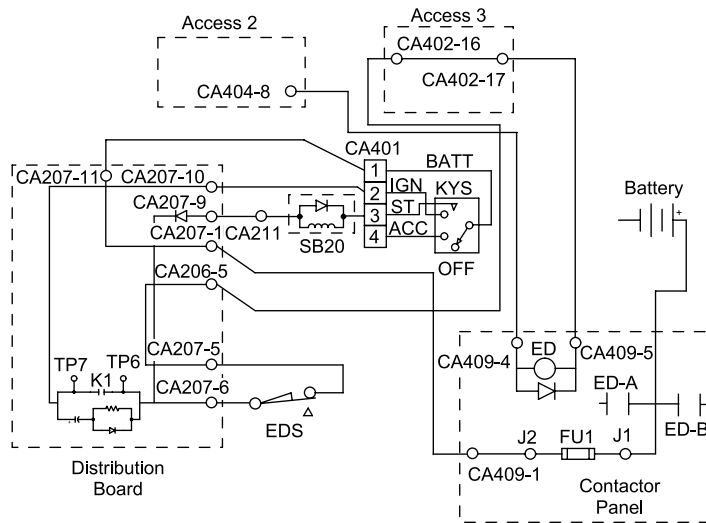 Access 2
Access 3
CA402-16
CA402-17
CA404-8
CA401
BATT
1
CA207-11
CA207-10
2
IGN
KYS
Battery
CA207-9
3
ST
+
CA207-1
CA211
SB20
4
ACC
OFF
CA206-5
CA207-5
TP7
TP6
K1
CA207-6
EDS
CA409-4
ED
CA409-5
ED-A
ED-B
J2
FU1
J1
CA409-1
Distribution
Board
Contactor
Panel